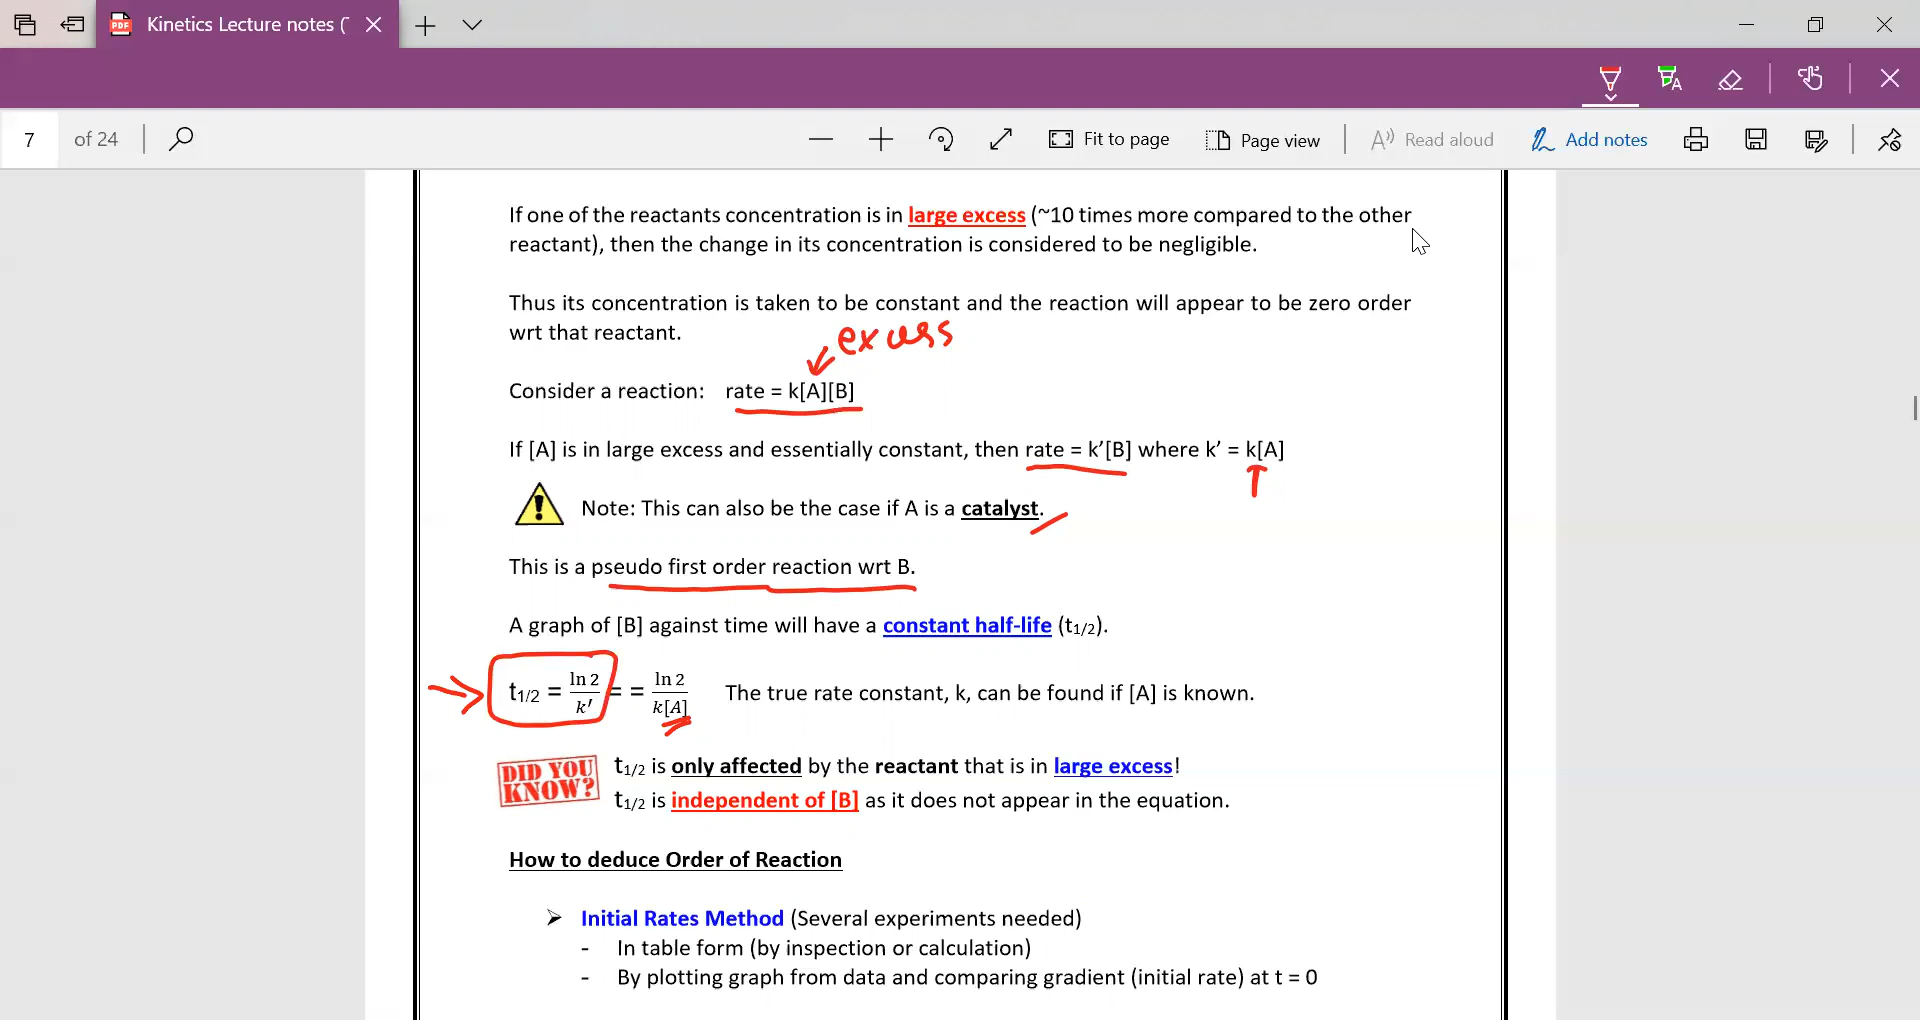 Kinetics Lecture notes (
7 of 24
Fit to page
Page view
Read aloud
Add notes
If one of the reactants concentration is in large excess (~10 times more compared to the other
reactant), then the change in its concentration is considered to be negligible.
Thus its concentration is taken to be constant and the reaction will appear to be zero order
wrt that reactant.
excess
Consider a reaction: rate = k[A][B]
If [A] is in large excess and essentially constant, then rate = k’[B] where k’ = k[A]
Note: This can also be the case if A is a catalyst.
This is a pseudo first order reaction wrt B.
A graph of [B] against time will have a constant half-life (t1/2).
t1/2 = ln 2 / k′ = = ln 2 / k[A] The true rate constant, k, can be found if [A] is known.
DID YOU
KNOW?
t1/2 is only affected by the reactant that is in large excess!
t1/2 is independent of [B] as it does not appear in the equation.
How to deduce Order of Reaction
➢ Initial Rates Method (Several experiments needed)
- In table form (by inspection or calculation)
- By plotting graph from data and comparing gradient (initial rate) at t = 0